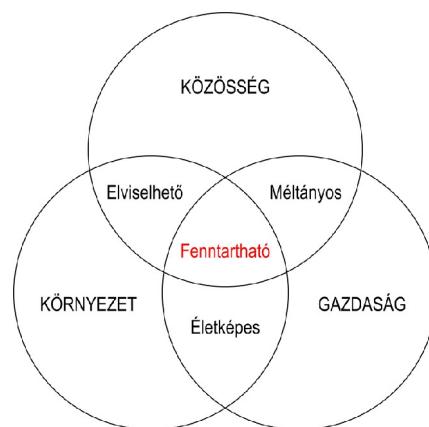 KÖZÖSSÉG
Elviselhető
Méltányos
Fenntartható
KÖRNYEZET
GAZDASÁG
Életképes